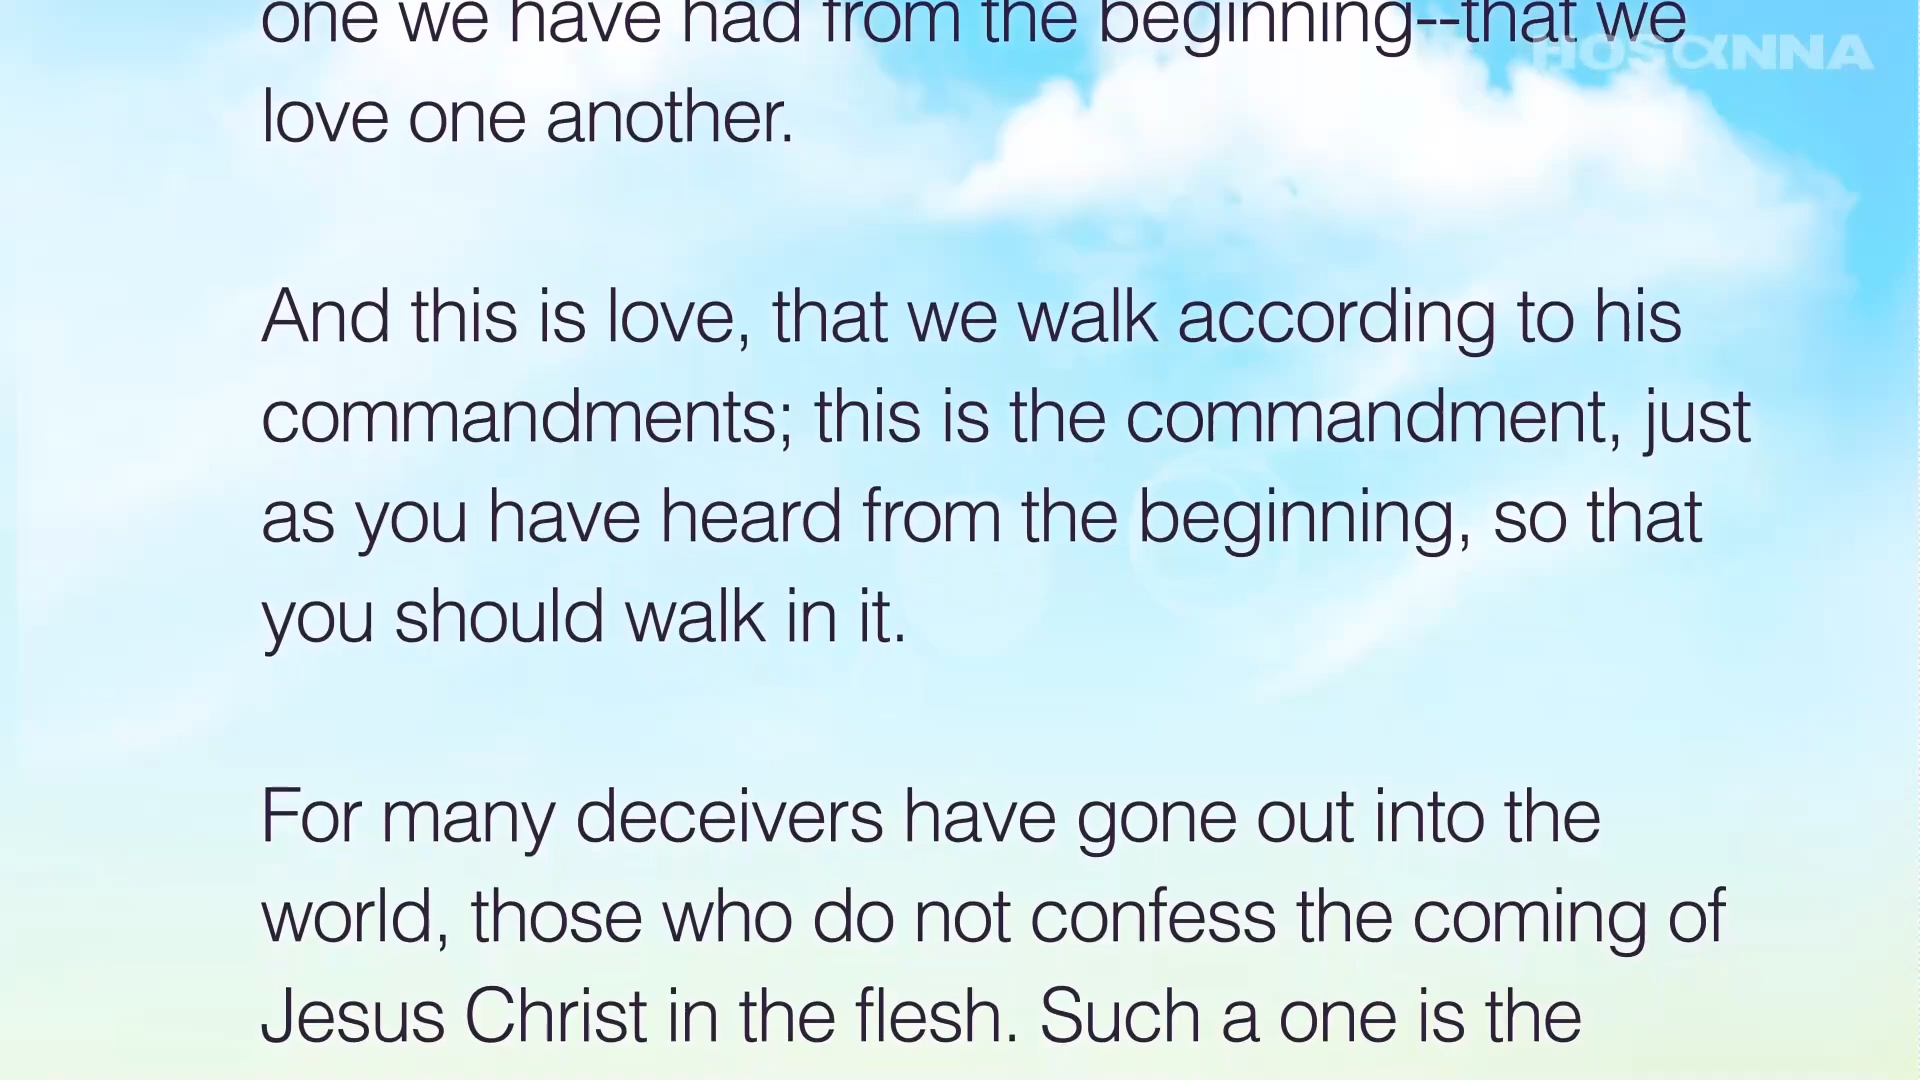 one we have had from the beginning--that we
HOSANNA
love one another.
And this is love, that we walk according to his
commandments; this is the commandment, just
as you have heard from the beginning, so that
you should walk in it.
For many deceivers have gone out into the
world, those who do not confess the coming of
Jesus Christ in the flesh. Such a one is the